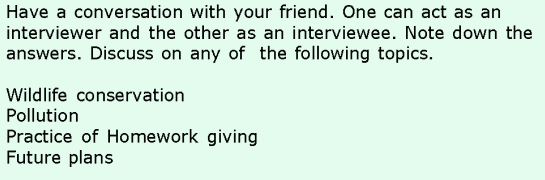 Have a conversation with your friend. One can act as an
interviewer and the other as an interviewee. Note down the
answers. Discuss on any of  the following topics.

Wildlife conservation
Pollution
Practice of Homework giving
Future plans